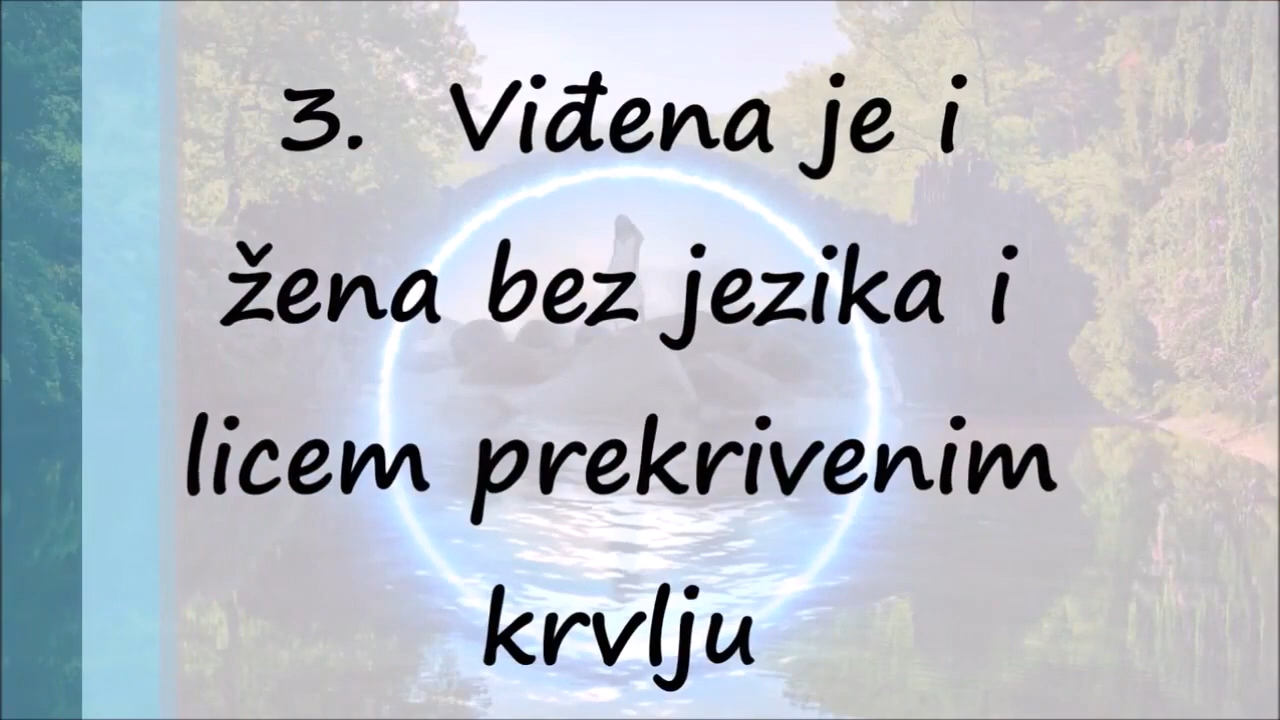 3. Viđena je i
žena bez jezika i
licem prekrivenim
krvlju